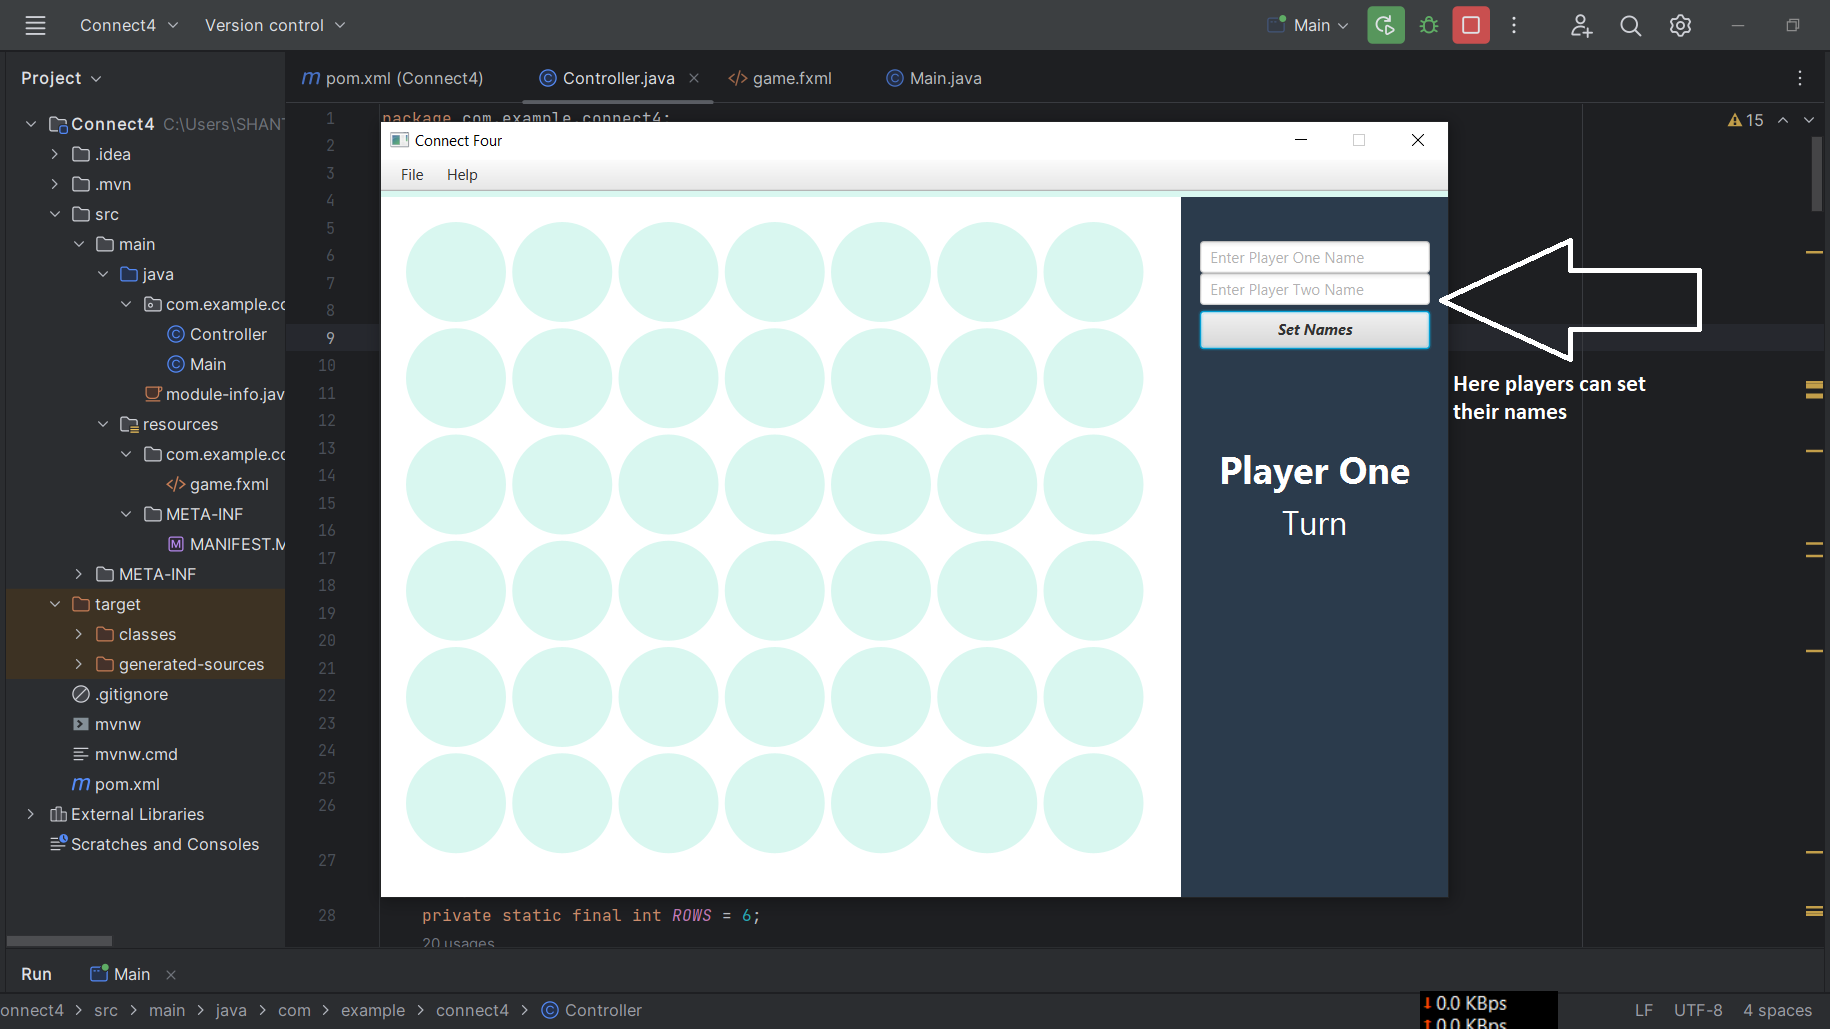 Connect4
Version control
Main
Project
pom.xml (Connect4)
Controller.java
game.fxml
Main.java
Connect4 C:\Users\SHANT
.idea
.mvn
src
main
java
com.example.co
Controller
Main
module-info.jav
resources
com.example.co
game.fxml
META-INF
MANIFEST.M
META-INF
target
classes
generated-sources
.gitignore
mvnw
mvnw.cmd
pom.xml
External Libraries
Scratches and Consoles
1
2
3
4
5
6
7
8
9
10
11
12
13
14
15
16
17
18
19
20
21
22
23
24
25
26
27
28
package com.example.connect4;
15
Connect Four
File Help
Enter Player One Name
Enter Player Two Name
Set Names
Player One
Turn
Here players can set
their names
private static final int ROWS = 6;
20 usages
Run
Main
onnect4 > src > main > java > com > example > connect4 > Controller
0.0 KBps
0.0 KBps
LF UTF-8 4 spaces